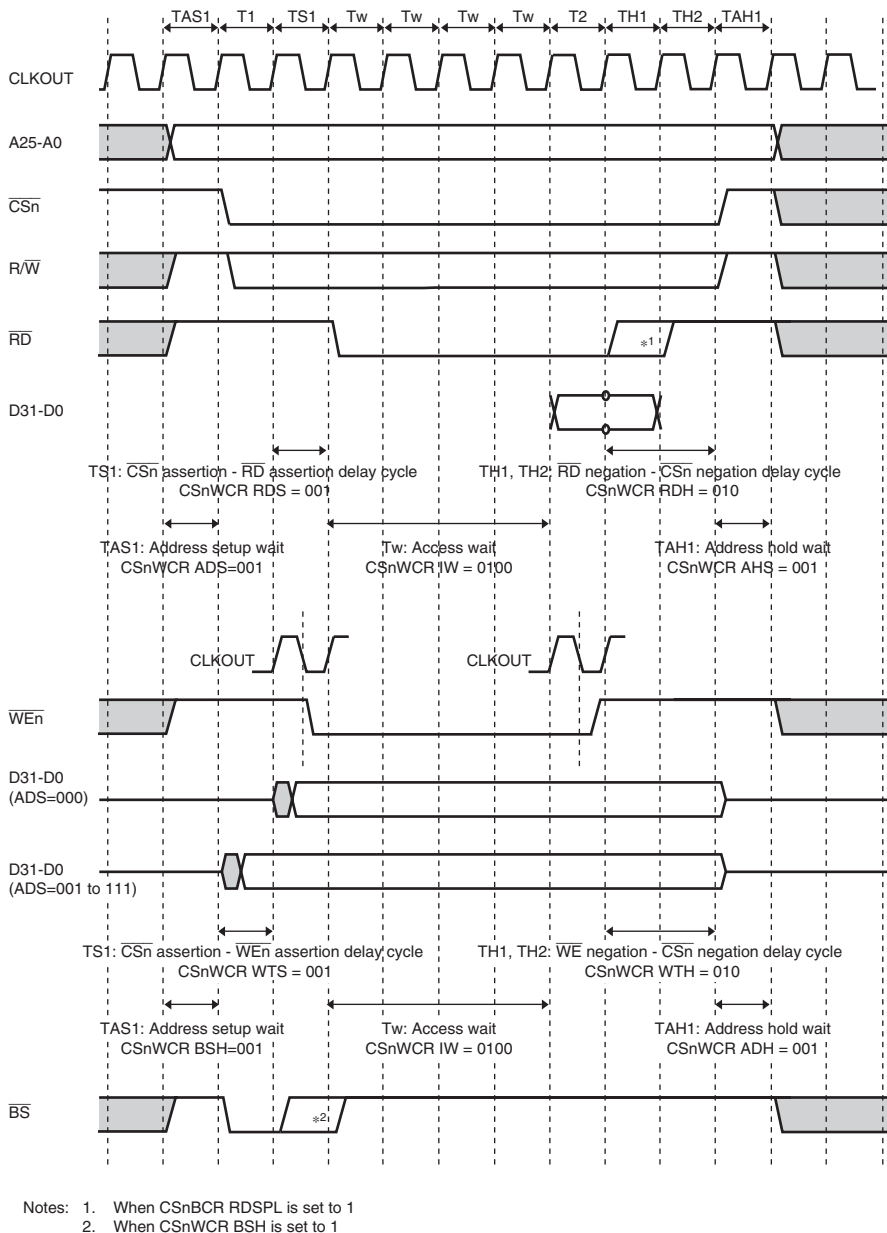 TAS1 T1 TS1 Tw Tw Tw Tw T2 TH1 TH2 TAH1
CLKOUT
A25-A0
CSn
R/W
RD
*1
D31-D0
TS1: CSn assertion - RD assertion delay cycle
CSnWCR RDS = 001
TH1, TH2: RD negation - CSn negation delay cycle
CSnWCR RDH = 010
TAS1: Address setup wait
CSnWCR ADS=001
Tw: Access wait
CSnWCR IW = 0100
TAH1: Address hold wait
CSnWCR AHS = 001
CLKOUT
CLKOUT
WEn
D31-D0
(ADS=000)
D31-D0
(ADS=001 to 111)
TS1: CSn assertion - WEn assertion delay cycle
CSnWCR WTS = 001
TH1, TH2: WE negation - CSn negation delay cycle
CSnWCR WTH = 010
TAS1: Address setup wait
CSnWCR BSH=001
Tw: Access wait
CSnWCR IW = 0100
TAH1: Address hold wait
CSnWCR ADH = 001
BS
*2
Notes: 1. When CSnBCR RDSPL is set to 1
2. When CSnWCR BSH is set to 1